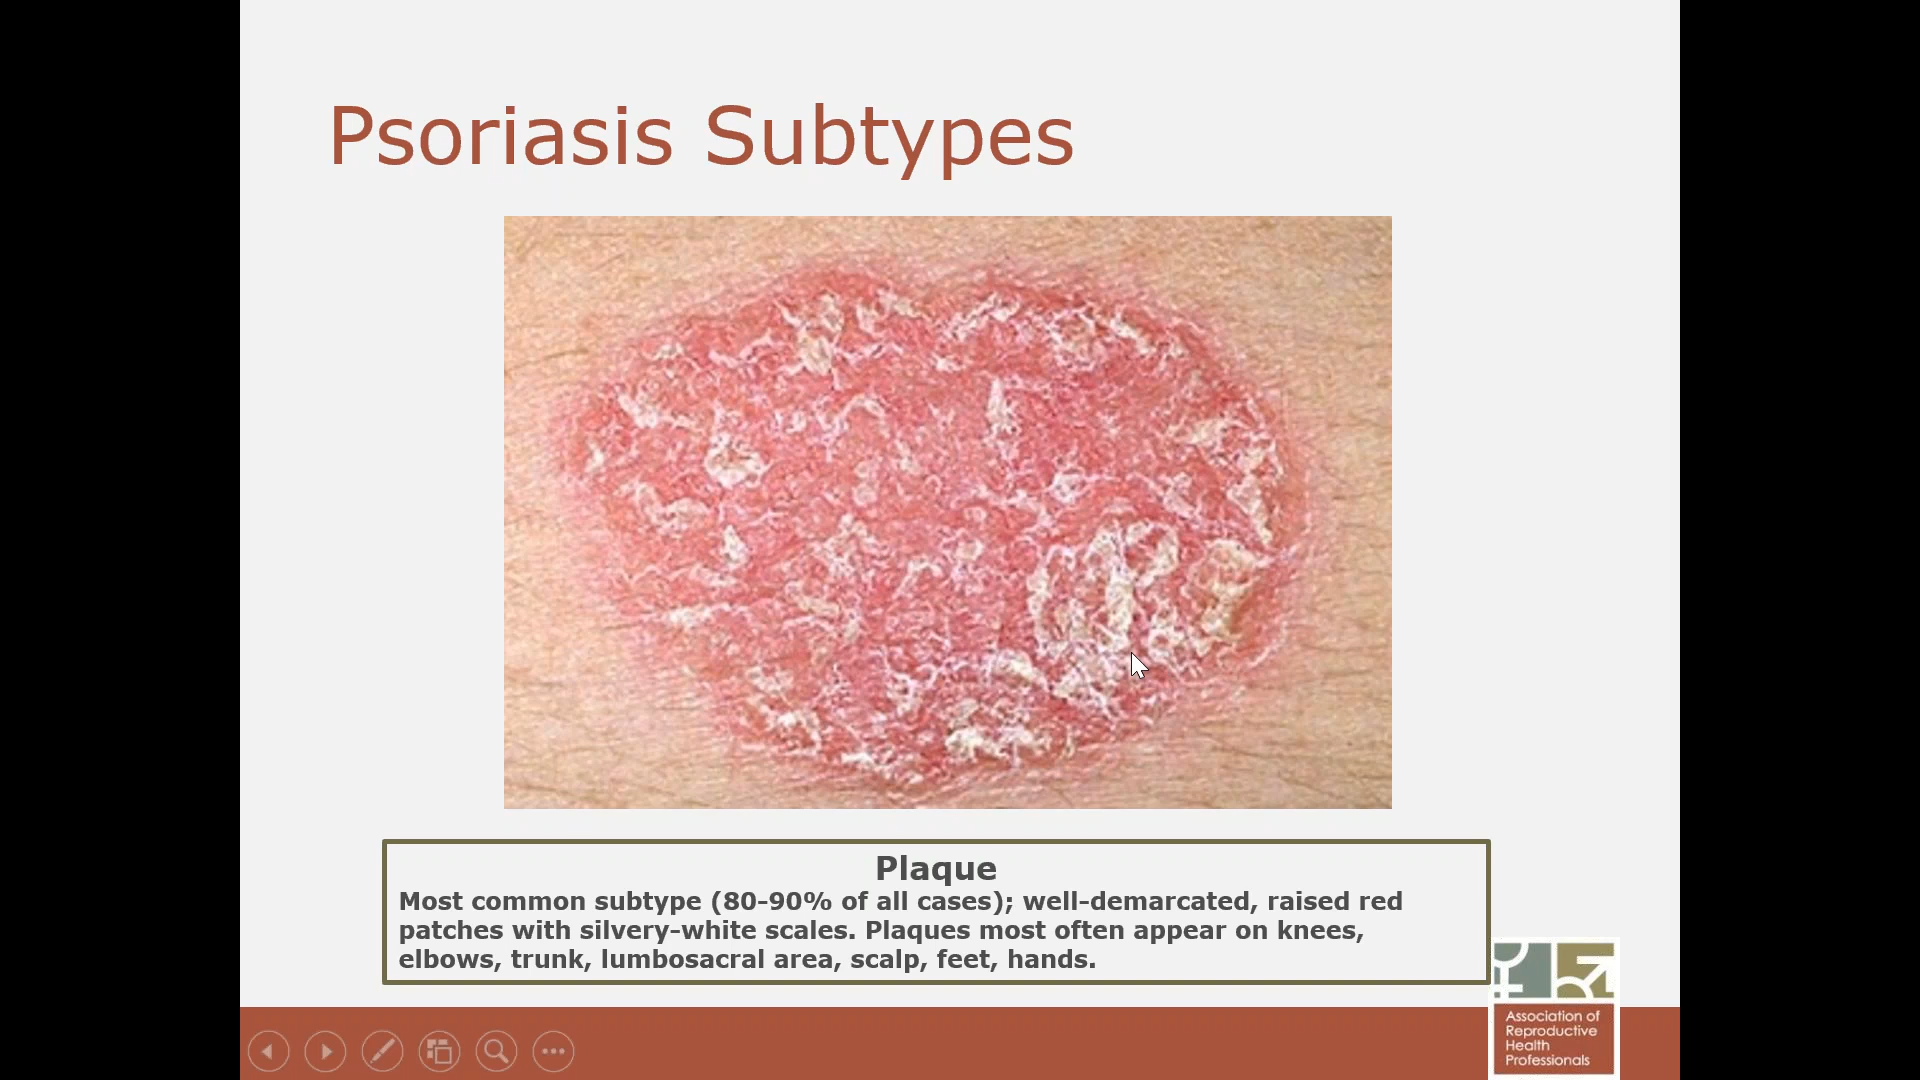 Psoriasis Subtypes
Plaque
Most common subtype (80-90% of all cases); well-demarcated, raised red
patches with silvery-white scales. Plaques most often appear on knees,
elbows, trunk, lumbosacral area, scalp, feet, hands.
Association of
Reproductive
Health
Professionals